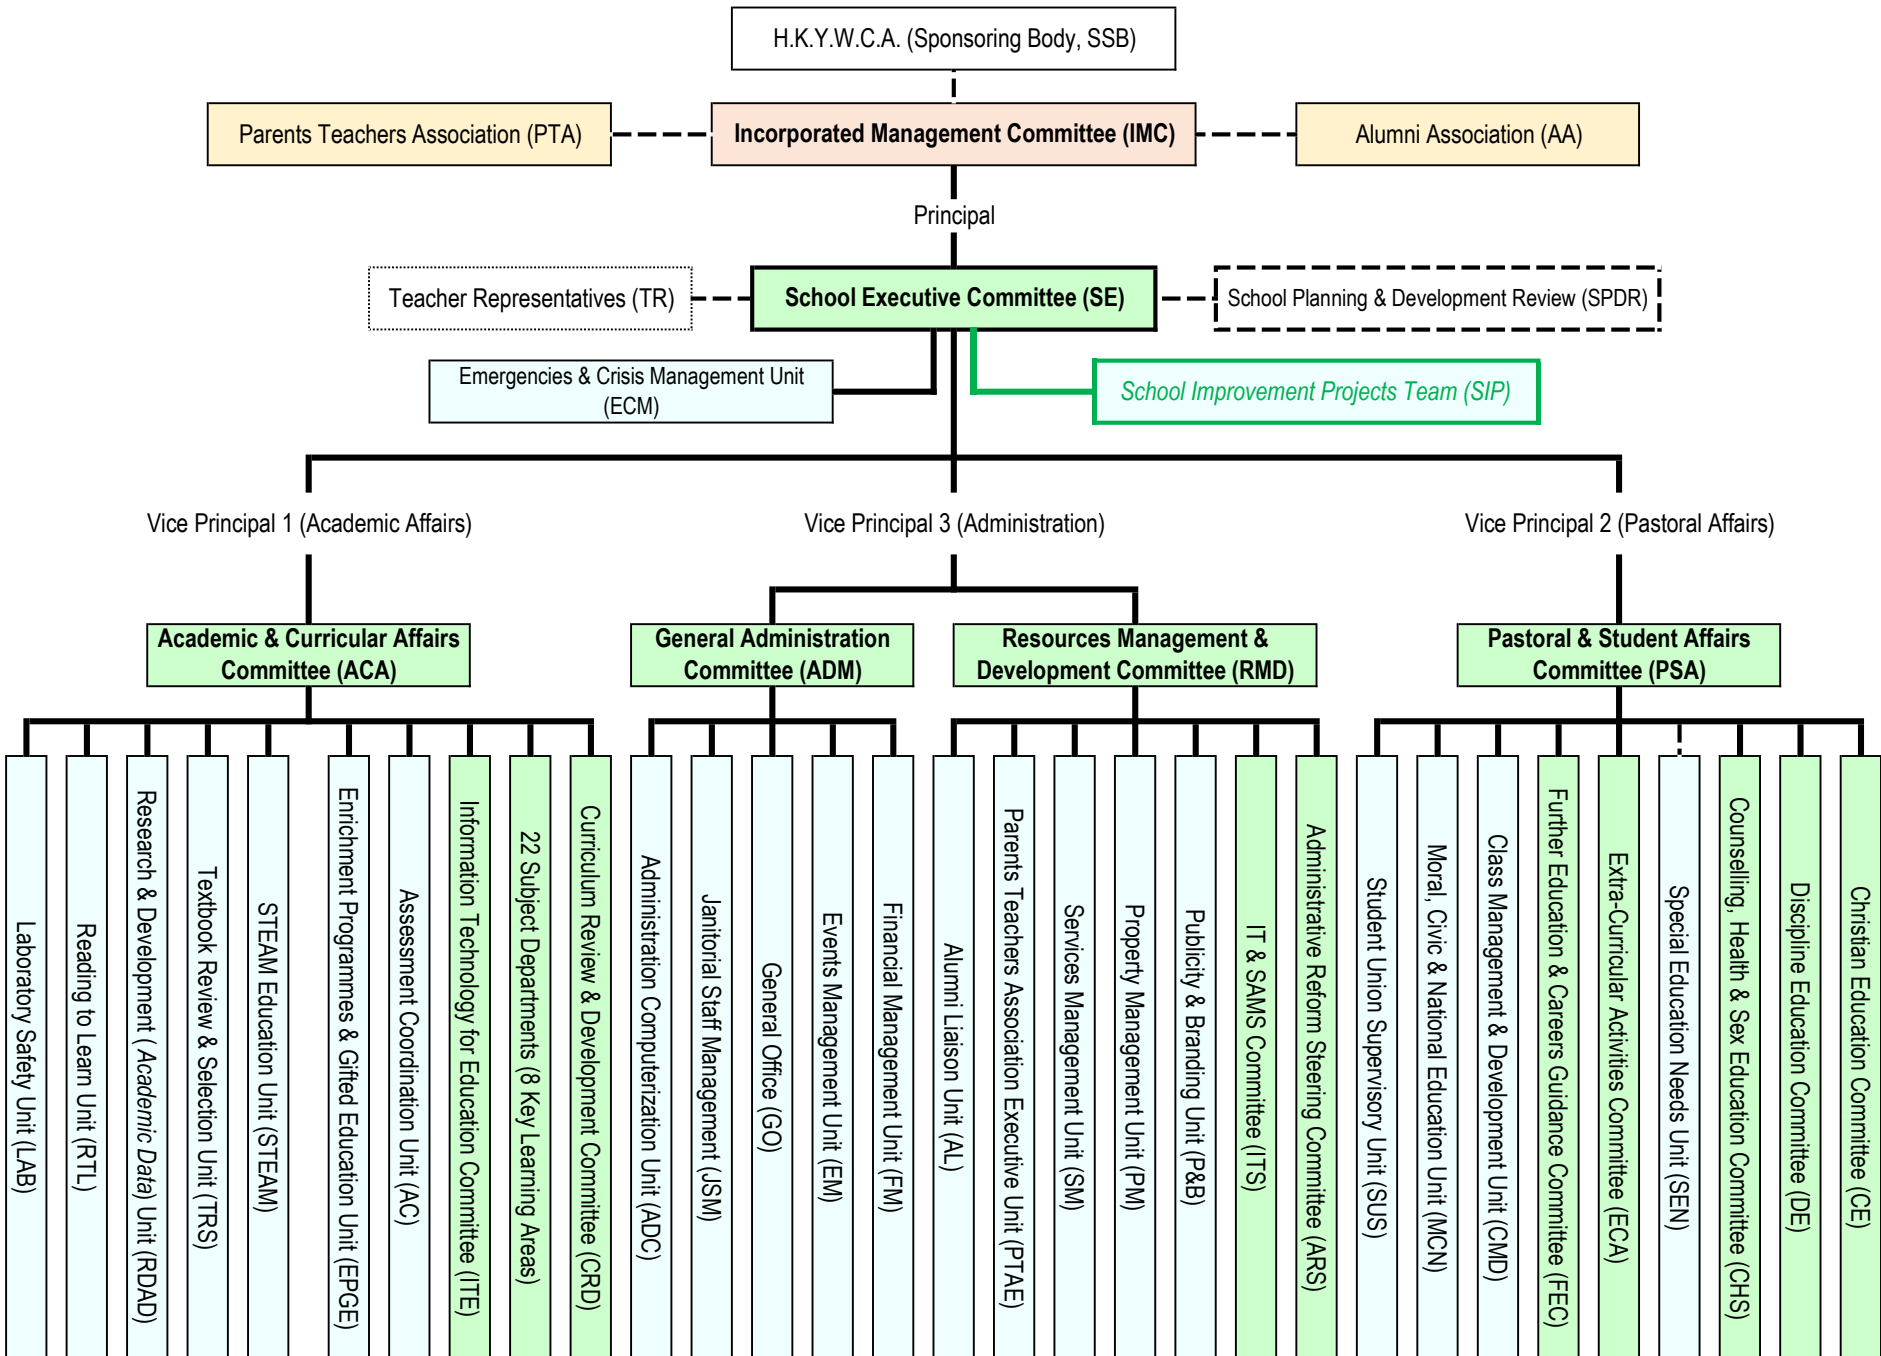 H.K.Y.W.C.A. (Sponsoring Body, SSB)
Parents Teachers Association (PTA)
Incorporated Management Committee (IMC)
Alumni Association (AA)
Principal
Teacher Representatives (TR)
School Executive Committee (SE)
School Planning & Development Review (SPDR)
Emergencies & Crisis Management Unit
(ECM)
School Improvement Projects Team (SIP)
Vice Principal 1 (Academic Affairs)
Vice Principal 3 (Administration)
Vice Principal 2 (Pastoral Affairs)
Academic & Curricular Affairs
Committee (ACA)
General Administration
Committee (ADM)
Resources Management &
Development Committee (RMD)
Pastoral & Student Affairs
Committee (PSA)
Laboratory Safety Unit (LAB)
Reading to Learn Unit (RTL)
Research & Development ( Academic Data) Unit (RDAD)
Textbook Review & Selection Unit (TRS)
STEAM Education Unit (STEAM)
Enrichment Programmes & Gifted Education Unit (EPGE)
Assessment Coordination Unit (AC)
Information Technology for Education Committee (ITE)
22 Subject Departments (8 Key Learning Areas)
Curriculum Review & Development Committee (CRD)
Administration Computerization Unit (ADC)
Janitorial Staff Management (JSM)
General Office (GO)
Events Management Unit (EM)
Financial Management Unit (FM)
Alumni Liaison Unit (AL)
Parents Teachers Association Executive Unit (PTAE)
Services Management Unit (SM)
Property Management Unit (PM)
Publicity & Branding Unit (P&B)
IT & SAMS Committee (ITS)
Administrative Reform Steering Committee (ARS)
Student Union Supervisory Unit (SUS)
Moral, Civic & National Education Unit (MCN)
Class Management & Development Unit (CMD)
Further Education & Careers Guidance Committee (FEC)
Extra-Curricular Activities Committee (ECA)
Special Education Needs Unit (SEN)
Counselling, Health & Sex Education Committee (CHS)
Discipline Education Committee (DE)
Christian Education Committee (CE)